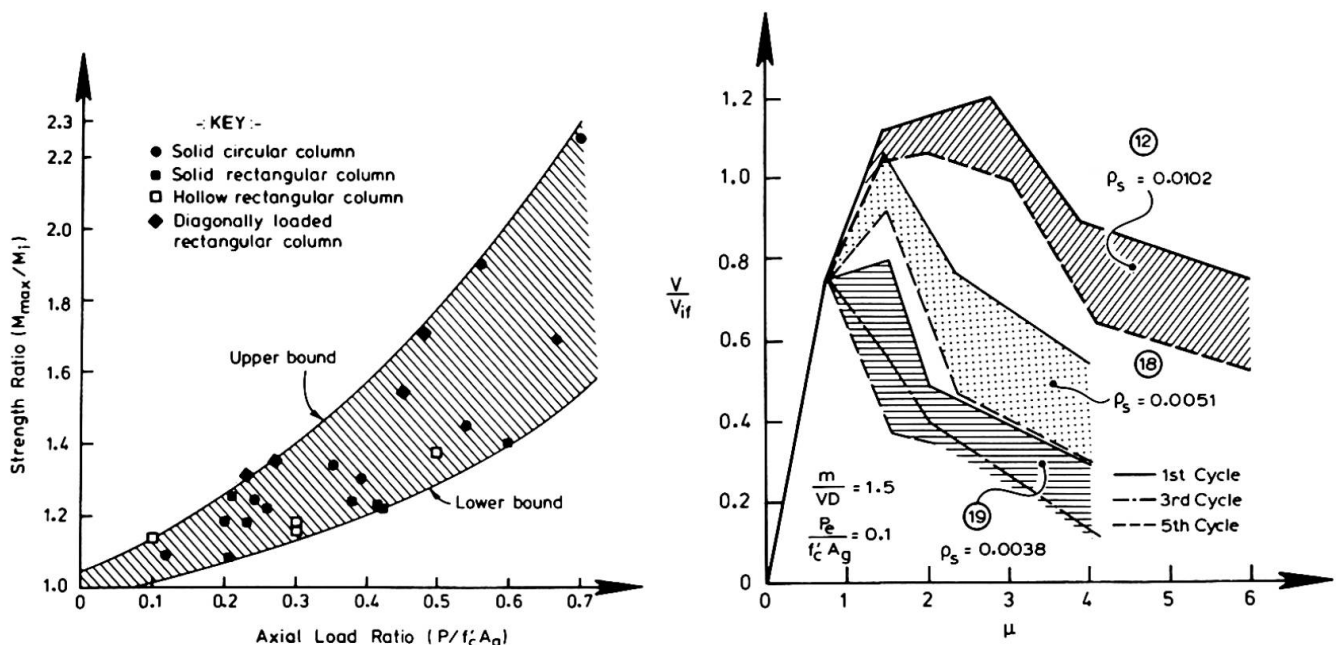 Strength Ratio (Mmax/Mi)
2.3
2.2
2.0
1.8
1.6
1.4
1.2
1.0
-: KEY :-
● Solid circular column
■ Solid rectangular column
□ Hollow rectangular column
◆ Diagonally loaded
rectangular column
Upper bound
Lower bound
0 0.1 0.2 0.3 0.4 0.5 0.6 0.7
Axial Load Ratio (P/f'c Ag)
V/Vif
1.2
1.0
0.8
0.6
0.4
0.2
0
12
ρs = 0.0102
18
ρs = 0.0051
m/VD = 1.5
Pe/f'c Ag = 0.1
19
ρs = 0.0038
1st Cycle
3rd Cycle
5th Cycle
0 1 2 3 4 5 6
μ